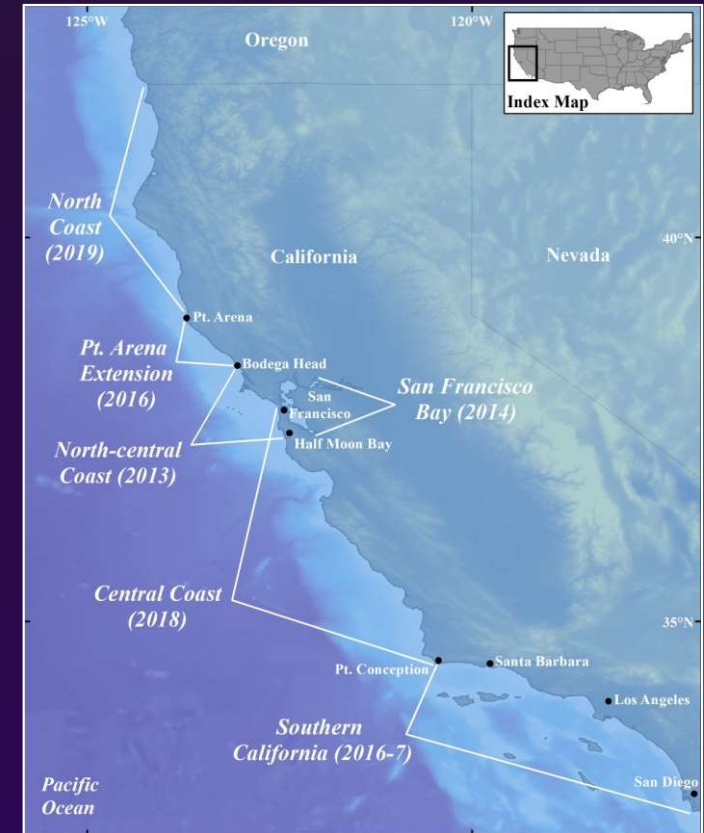 125°W
120°W
Oregon
Index Map
North
Coast
(2019)
40°N
California
Nevada
Pt. Arena
Pt. Arena
Extension
(2016)
Bodega Head
San
Francisco
San Francisco
Bay (2014)
North-central
Coast (2013)
Half Moon Bay
Central Coast
(2018)
35°N
Pt. Conception
Santa Barbara
Los Angeles
Southern
California (2016-7)
San Diego
Pacific
Ocean